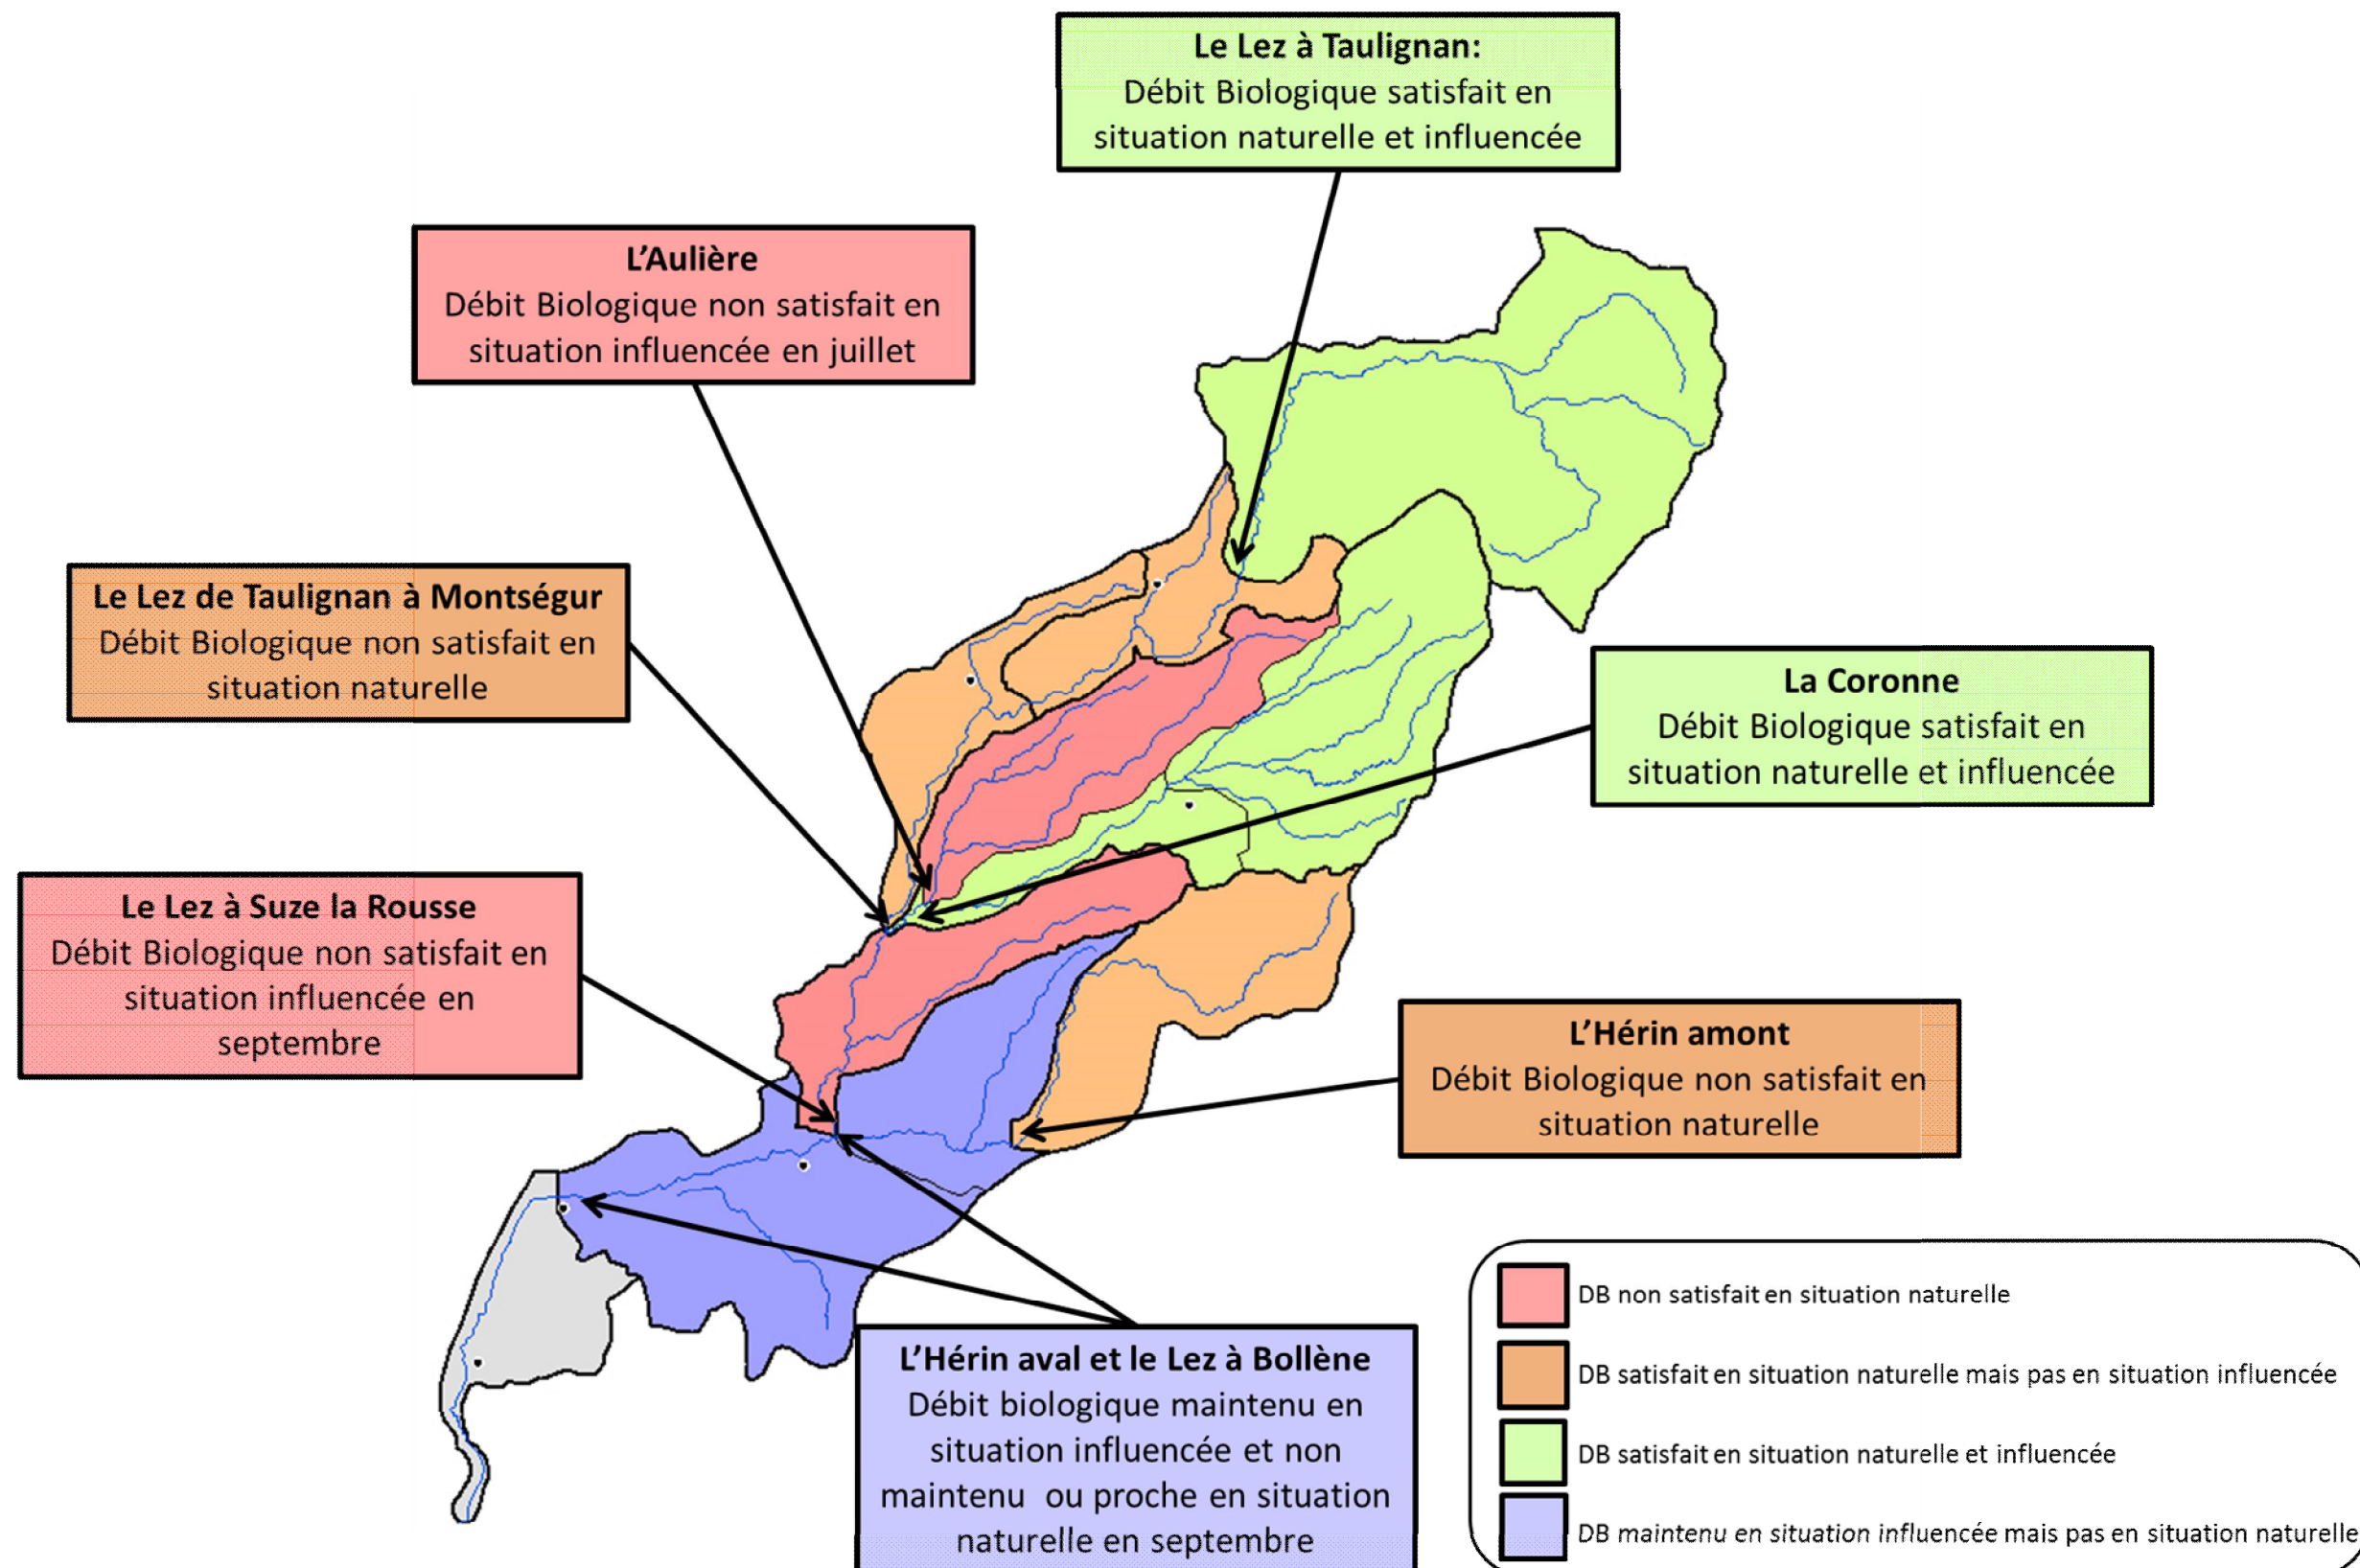 Le Lez à Taulignan:
Débit Biologique satisfait en
situation naturelle et influencée
L'Aulière
Débit Biologique non satisfait en
situation influencée en juillet
Le Lez de Taulignan à Montségur
Débit Biologique non satisfait en
situation naturelle
La Coronne
Débit Biologique satisfait en
situation naturelle et influencée
Le Lez à Suze la Rousse
Débit Biologique non satisfait en
situation influencée en
septembre
L'Hérin amont
Débit Biologique non satisfait en
situation naturelle
L'Hérin aval et le Lez à Bollène
Débit biologique maintenu en
situation influencée et non
maintenu ou proche en situation
naturelle en septembre
DB non satisfait en situation naturelle
DB satisfait en situation naturelle mais pas en situation influencée
DB satisfait en situation naturelle et influencée
DB maintenu en situation influencée mais pas en situation naturelle